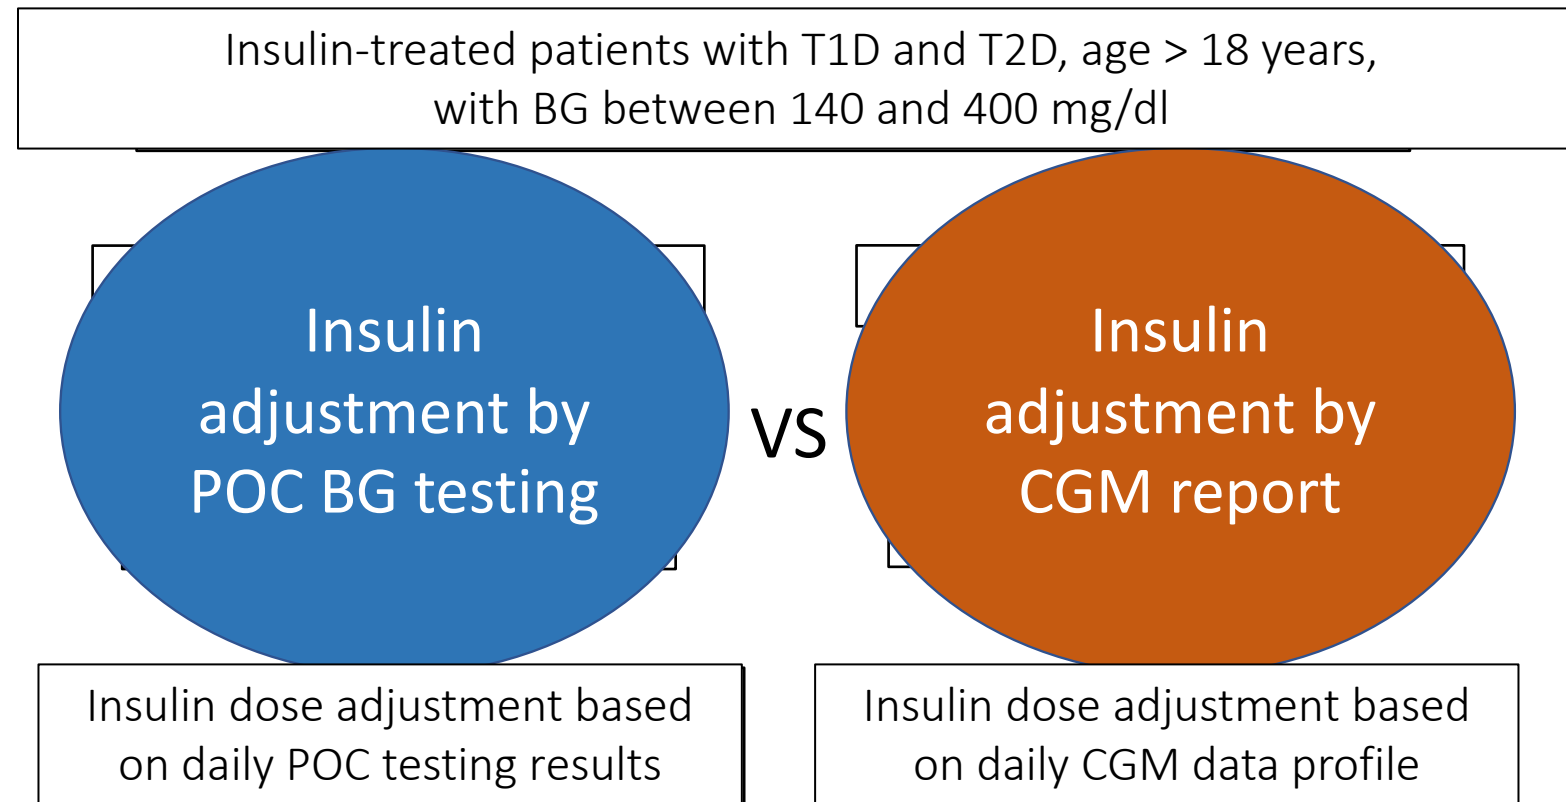 Insulin-treated patients with T1D and T2D, age > 18 years,
with BG between 140 and 400 mg/dl
Insulin
adjustment by
POC BG testing
VS
Insulin
adjustment by
CGM report
Insulin dose adjustment based
on daily POC testing results
Insulin dose adjustment based
on daily CGM data profile